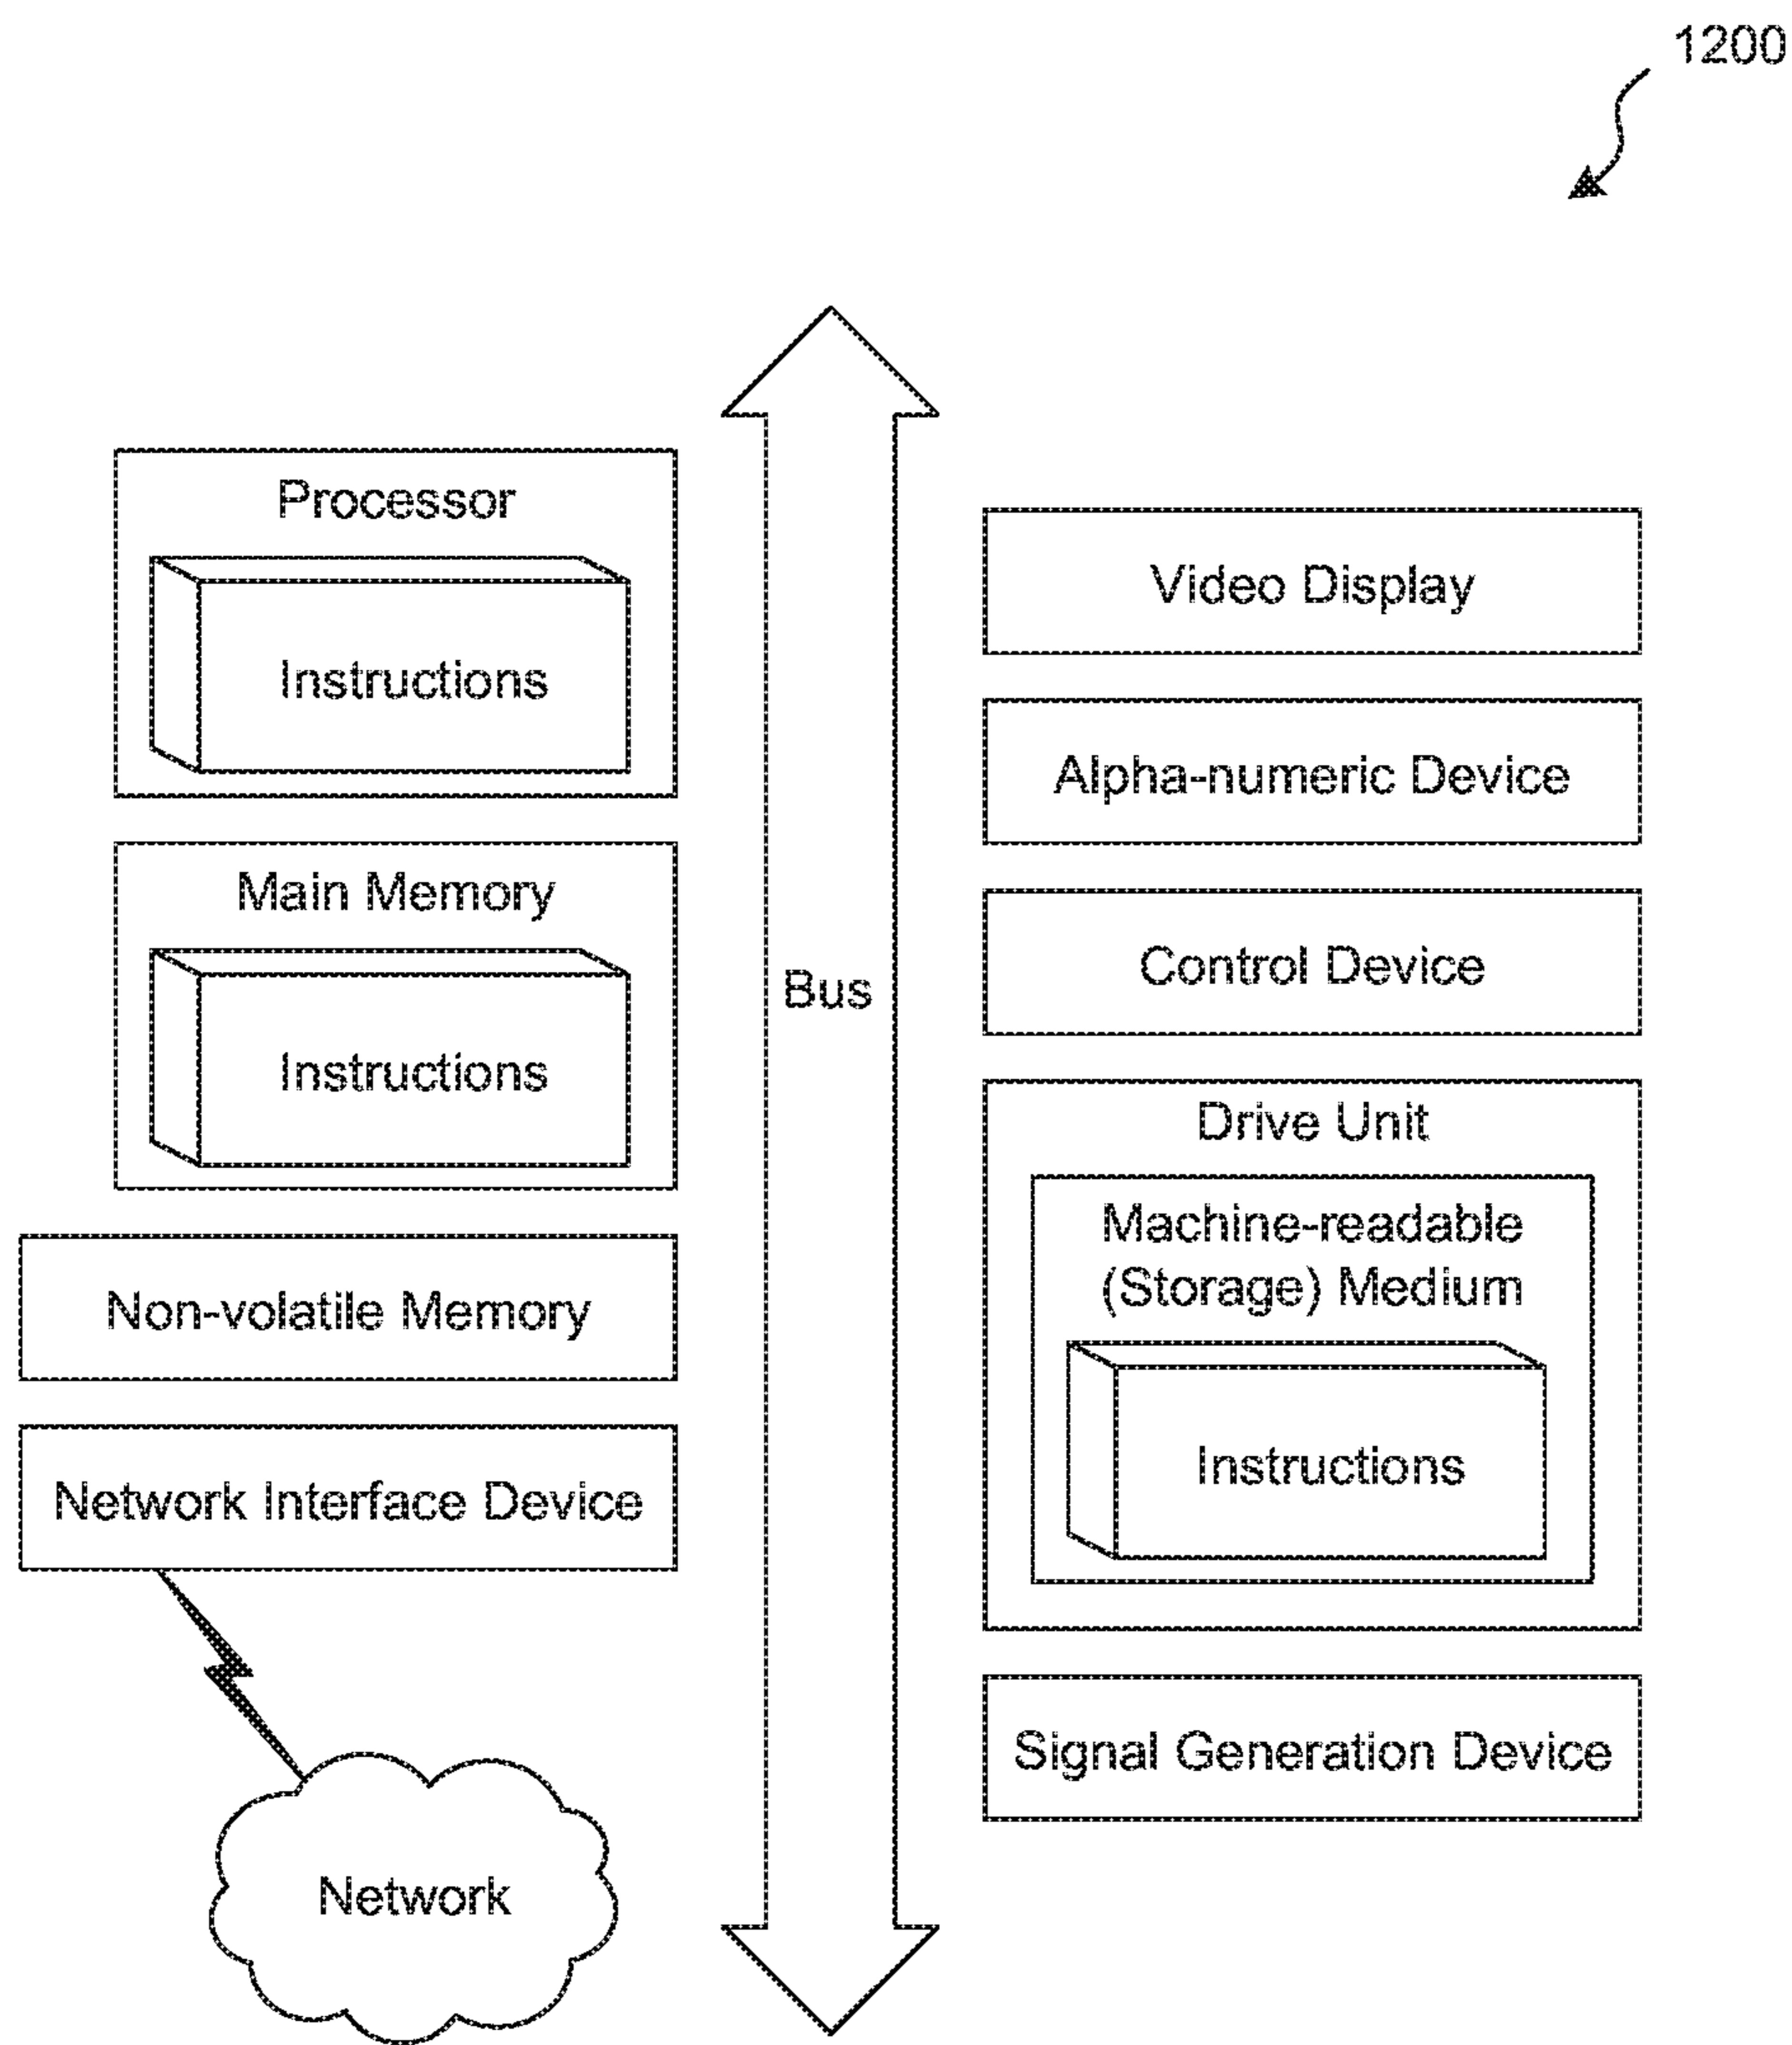 1200
Processor
Instructions
Main Memory
Instructions
Non-volatile Memory
Network Interface Device
Network
Bus
Video Display
Alpha-numeric Device
Control Device
Drive Unit
Machine-readable
(Storage) Medium
Instructions
Signal Generation Device